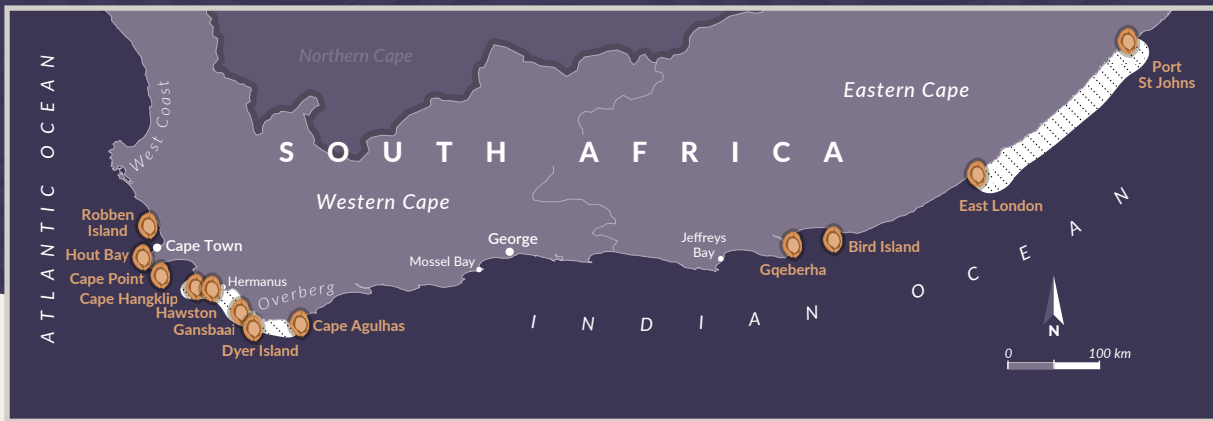 Northern Cape
ATLANTIC OCEAN
West Coast
Eastern Cape
Port
St Johns
SOUTH AFRICA
Western Cape
East London
Robben
Island
Cape Town
Hout Bay
George
Jeffreys
Bay
Bird Island
Mossel Bay
Gqeberha
Cape Point
Hermanus
Overberg
Cape Hangklip
Hawston
Gansbaai
Cape Agulhas
Dyer Island
INDIAN OCEAN
N
0 100 km